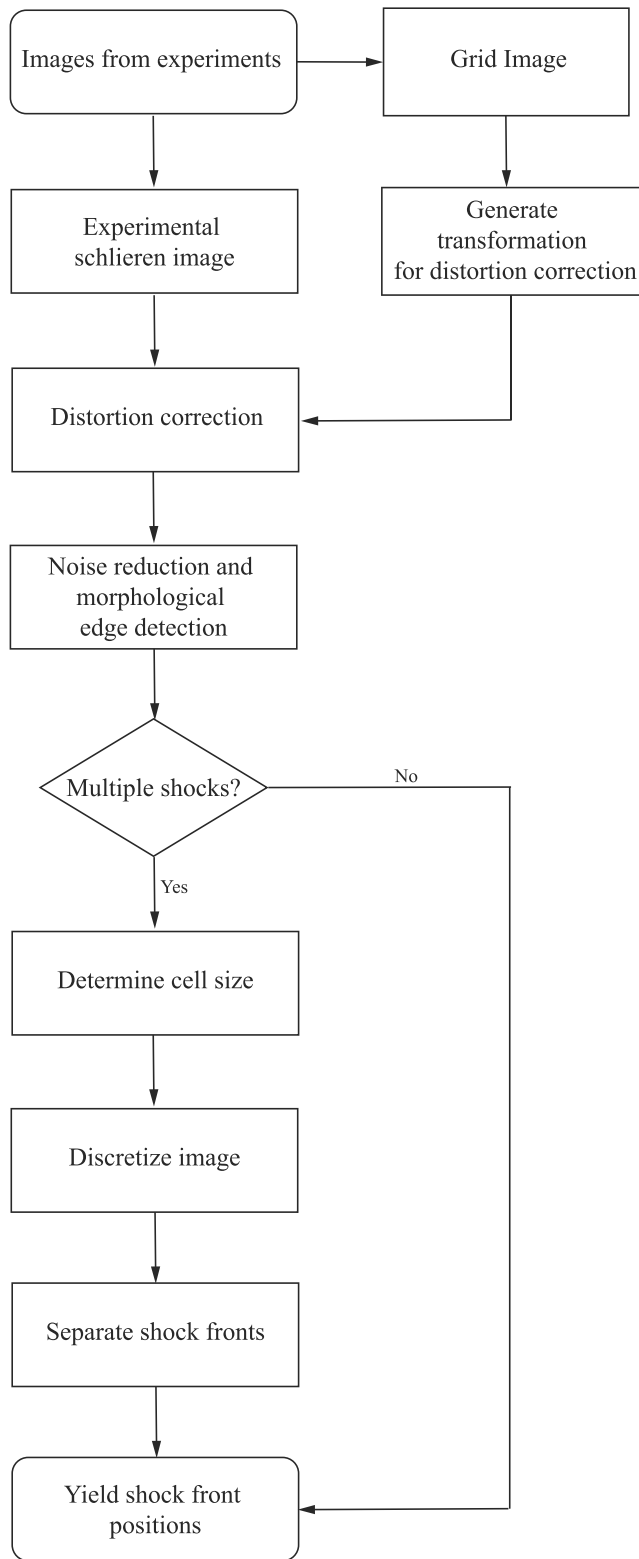 Images from experiments
Grid Image
Experimental
schlieren image
Generate
transformation
for distortion correction
Distortion correction
Noise reduction and
morphological
edge detection
Multiple shocks?
No
Yes
Determine cell size
Discretize image
Separate shock fronts
Yield shock front
positions